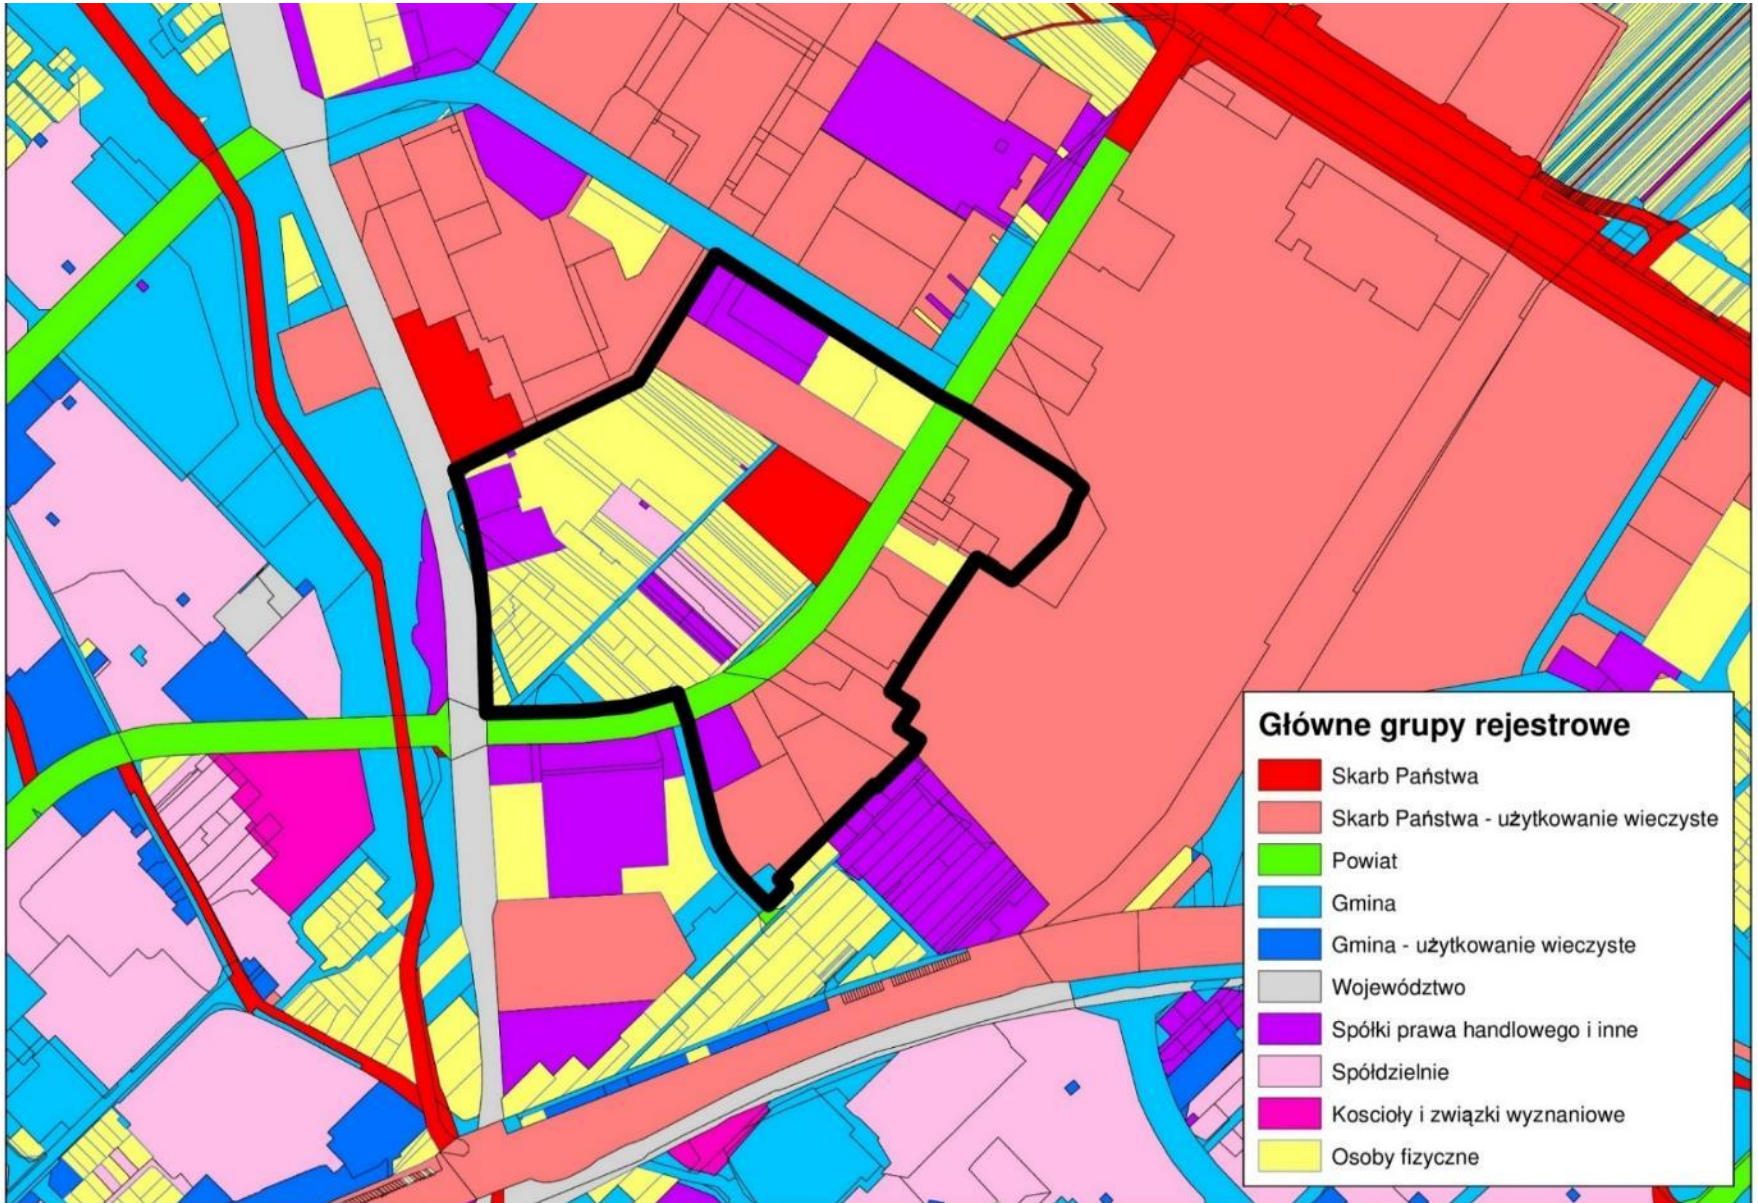 Główne grupy rejestrowe
Skarb Państwa
Skarb Państwa - użytkowanie wieczyste
Powiat
Gmina
Gmina - użytkowanie wieczyste
Województwo
Spółki prawa handlowego i inne
Spółdzielnie
Koscioły i związki wyznaniowe
Osoby fizyczne